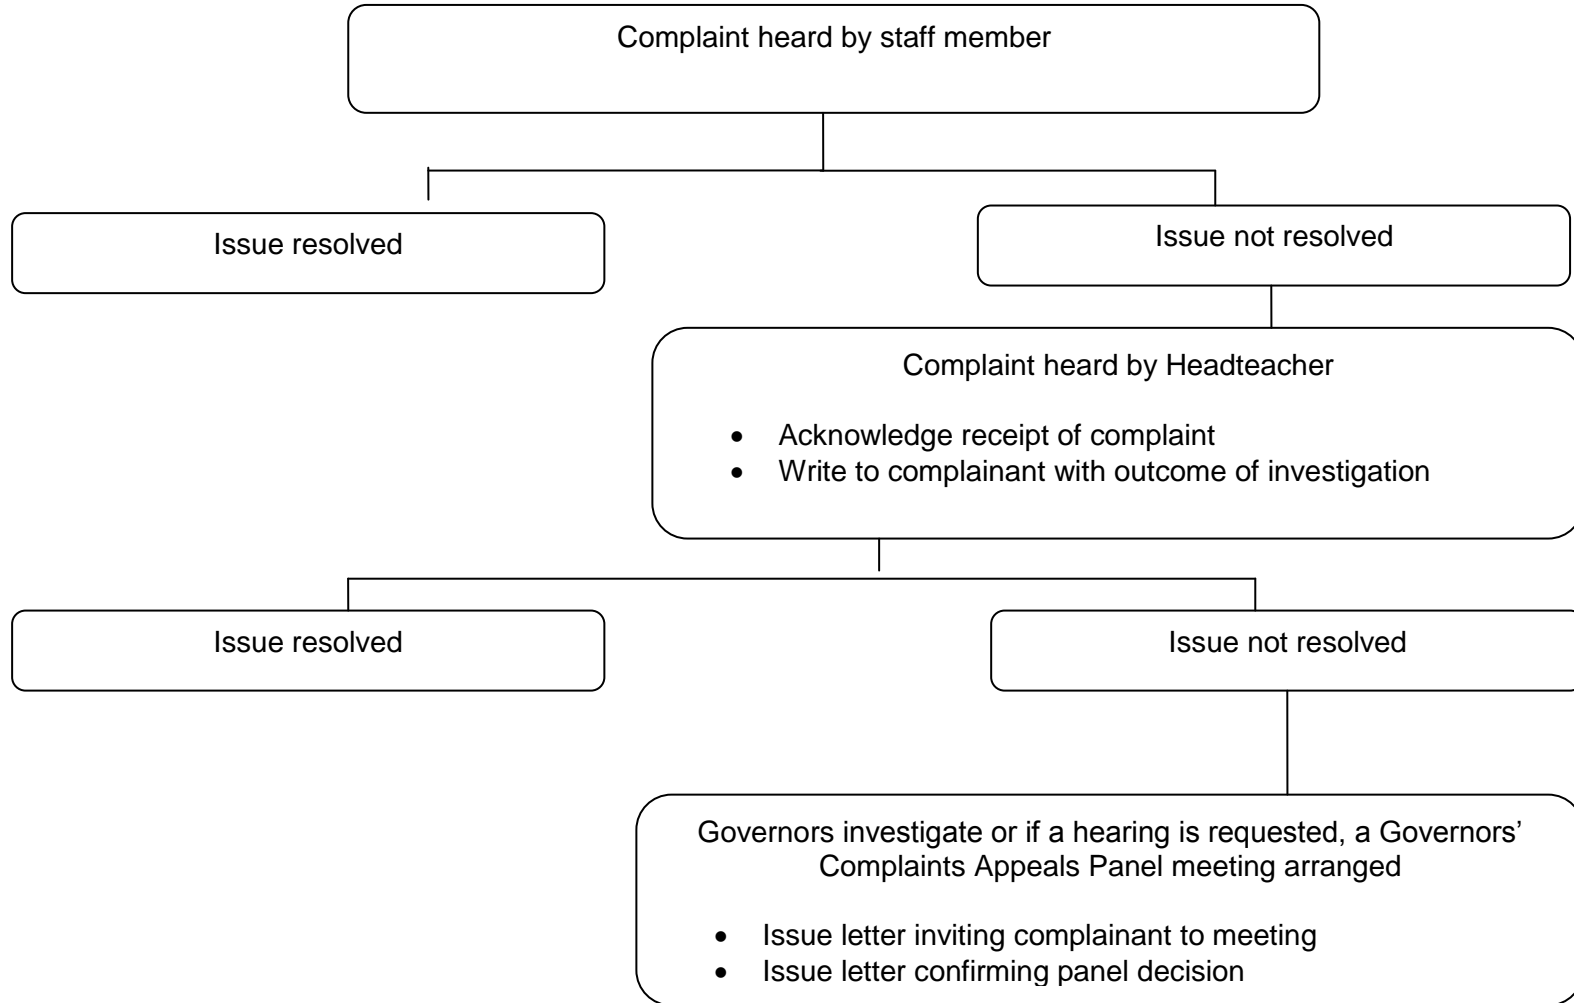 Complaint heard by staff member
Issue resolved
Issue not resolved
Complaint heard by Headteacher
• Acknowledge receipt of complaint
• Write to complainant with outcome of investigation
Issue resolved
Issue not resolved
Governors investigate or if a hearing is requested, a Governors’
Complaints Appeals Panel meeting arranged
• Issue letter inviting complainant to meeting
• Issue letter confirming panel decision